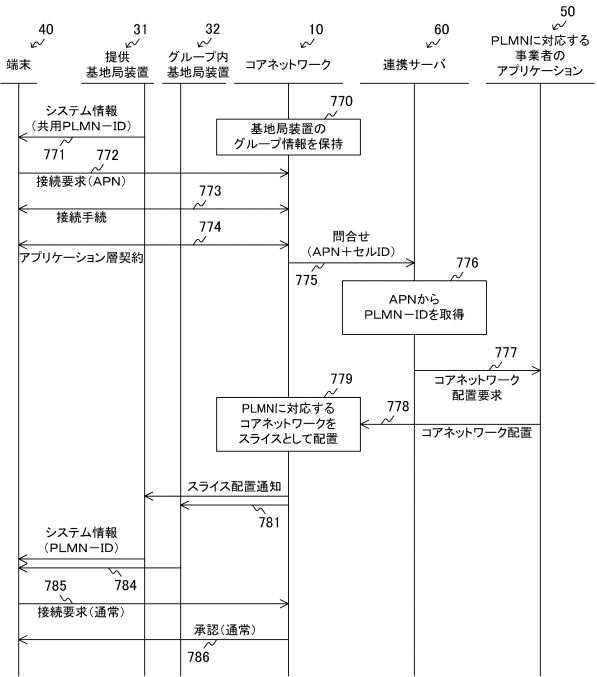 40
31
32
10
60
50
端末
提供
基地局装置
グループ内
基地局装置
コアネットワーク
連携サーバ
PLMNに対応する
事業者の
アプリケーション
システム情報
(共用PLMN-ID)
771
770
基地局装置の
グループ情報を保持
772
接続要求(APN)
773
接続手続
774
アプリケーション層契約
問合せ
(APN+セルID)
775
776
APNから
PLMN-IDを取得
777
コアネットワーク
配置要求
778
コアネットワーク配置
779
PLMNに対応する
コアネットワークを
スライスとして配置
スライス配置通知
781
システム情報
(PLMN-ID)
784
785
接続要求(通常)
承認(通常)
786